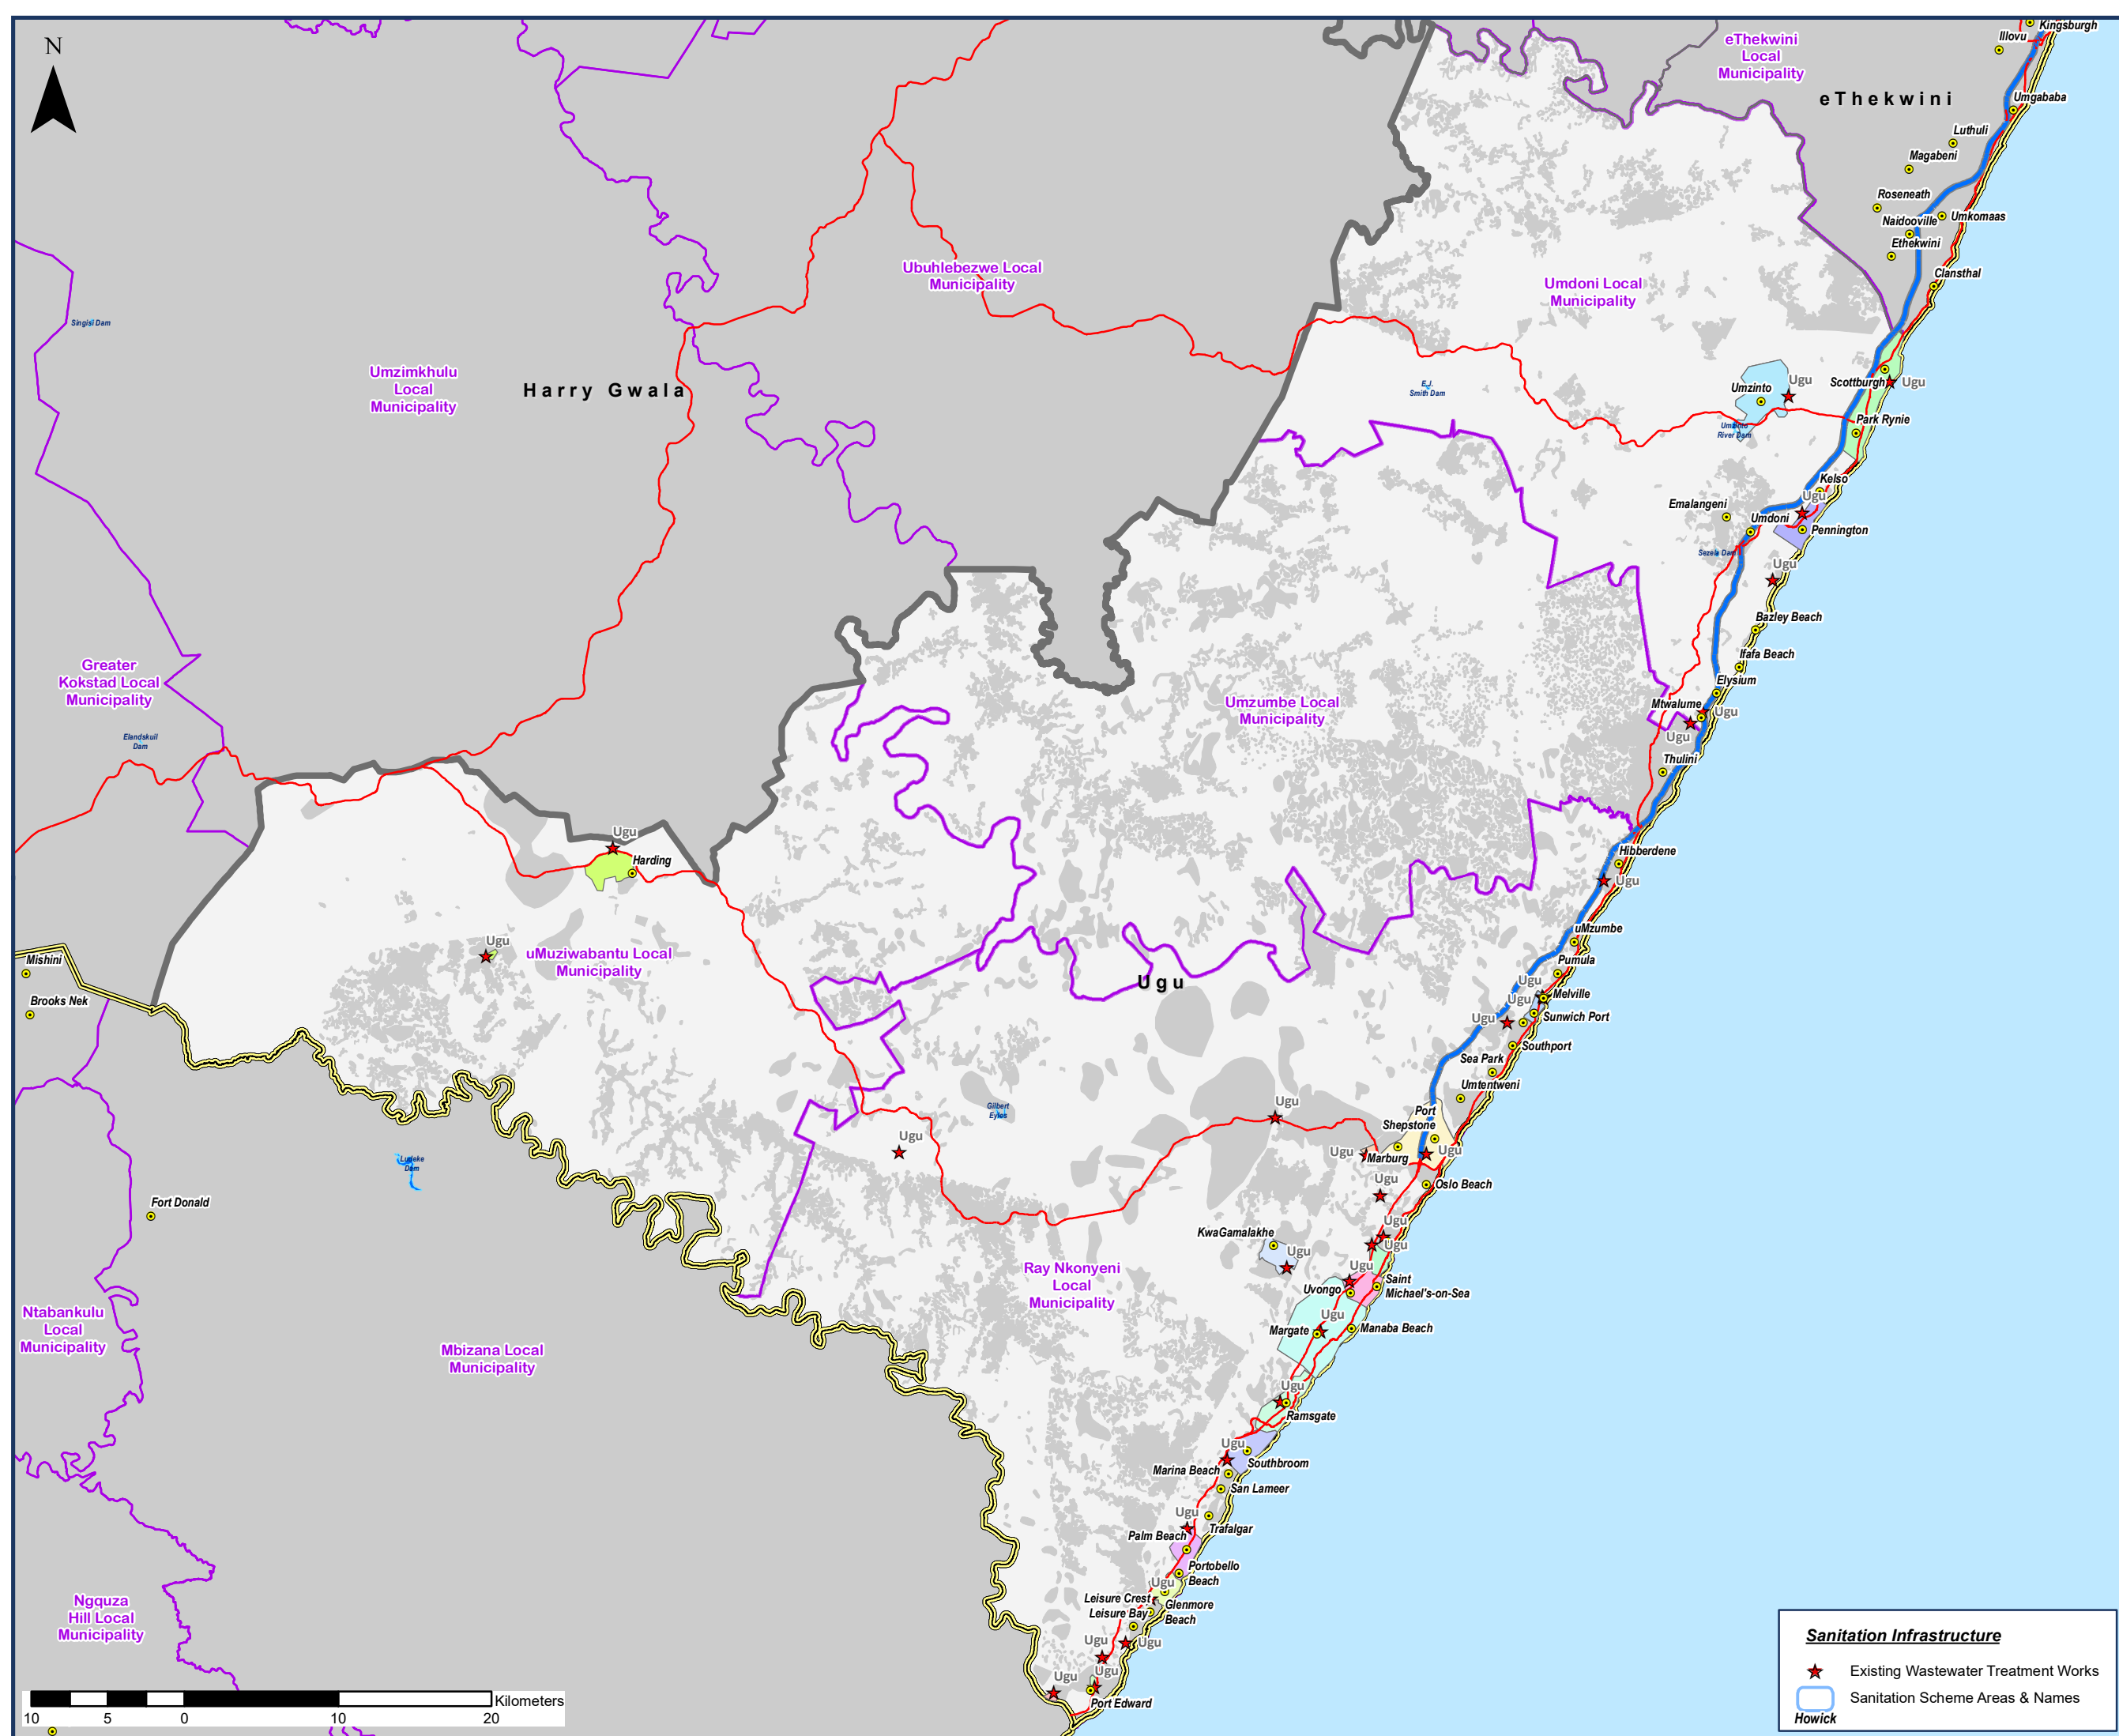 N
Kingsburgh
Illovu
eThekwini
Local
Municipality
eThekwini
Umgababa
Luthuli
Magabeni
Roseneath
Umkomaas
Naidooville
Ethekwini
Clansthal
Ubuhlebezwe Local
Municipality
Umdoni Local
Municipality
Singisi Dam
Umzimkhulu
Local
Municipality
Harry Gwala
E.J.
Smith Dam
Umzinto
Ugu
Scottburgh
Ugu
Park Rynie
River Dam
Kelso
Ugu
Emalangeni
Umdoni
Pennington
Sezela Dam
Ugu
Bazley Beach
Ifafa Beach
Greater
Kokstad Local
Municipality
Elysium
Umzumbe Local
Municipality
Mtwalume
Ugu
Ugu
Elandskuil
Dam
Thulini
Ugu
Harding
Hibberdene
Ugu
uMzumbe
Ugu
uMuziwabantu Local
Municipality
Mishini
Pumula
Ugu
Ugu
Melville
Brooks Nek
Ugu
Ugu
Sunwich Port
Southport
Sea Park
Umtentweni
Gilbert
Eyles
Ugu
Port
Shepstone
Ugu
Ugu
Marburg
Ugu
Ludeke
Dam
Ugu
Oslo Beach
Fort Donald
Ugu
KwaGamalakhe
Ugu
Ugu
Ray Nkonyeni
Local
Municipality
Ugu
Saint
Michael's-on-Sea
Uvongo
Ntabankulu
Local
Municipality
Ugu
Margate
Manaba Beach
Mbizana Local
Municipality
Ugu
Ramsgate
Ugu
Southbroom
Marina Beach
San Lameer
Ugu
Trafalgar
Palm Beach
Portobello
Beach
Ugu
Leisure Crest
Glenmore
Beach
Leisure Bay
Ngquza
Hill Local
Municipality
Ugu
Ugu
Ugu
Ugu
Port Edward
Sanitation Infrastructure
Existing Wastewater Treatment Works
Sanitation Scheme Areas & Names
Howick
Kilometers
10 5 0 10 20